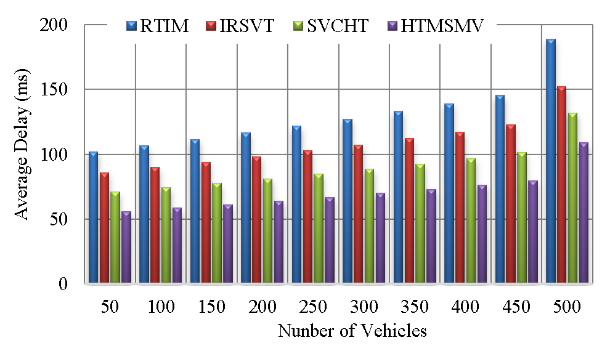 RTIM IRSVT SVCHT HTMSMV
200
150
100
50
0
Average Delay (ms)
50 100 150 200 250 300 350 400 450 500
Nunber of Vehicles